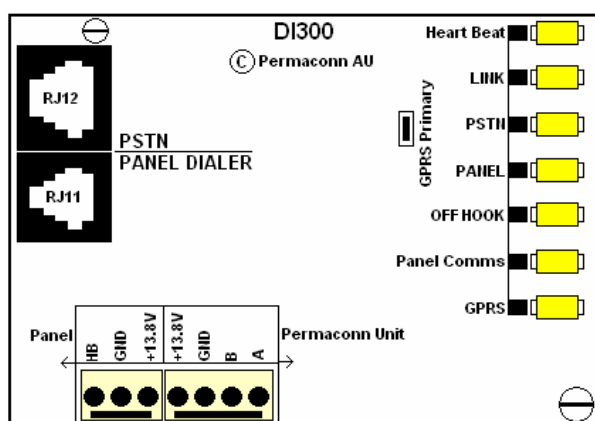 DI300
© Permaconn AU
RJ12
PSTN
PANEL DIALER
RJ11
GPRS Primary
Heart Beat
LINK
PSTN
PANEL
OFF HOOK
Panel Comms
GPRS
Panel
HB
GND
+13.8V
+13.8V
GND
B
A
Permaconn Unit